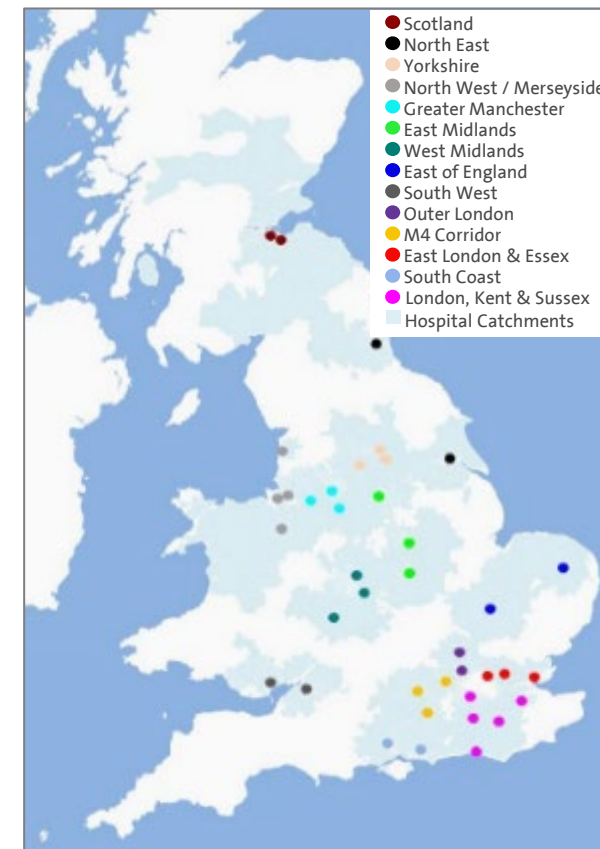 Scotland
North East
Yorkshire
North West / Merseyside
Greater Manchester
East Midlands
West Midlands
East of England
South West
Outer London
M4 Corridor
East London & Essex
South Coast
London, Kent & Sussex
Hospital Catchments